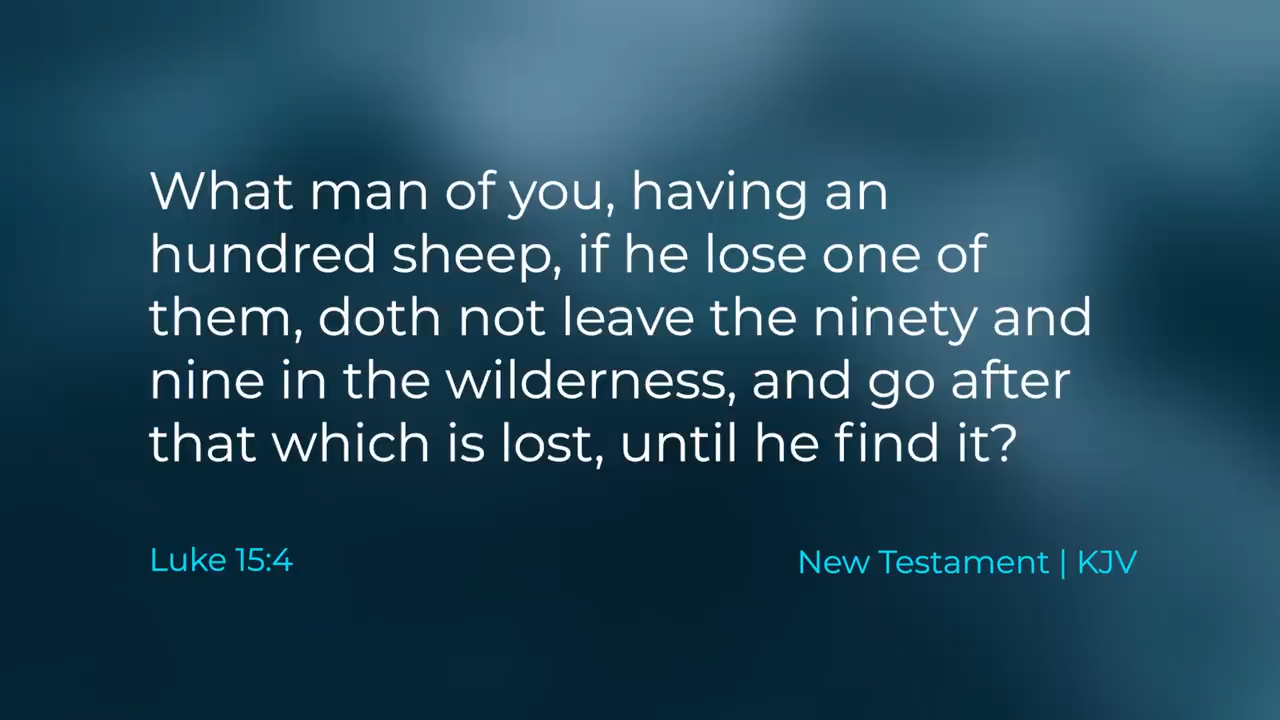 What man of you, having an
hundred sheep, if he lose one of
them, doth not leave the ninety and
nine in the wilderness, and go after
that which is lost, until he find it?
Luke 15:4
New Testament | KJV